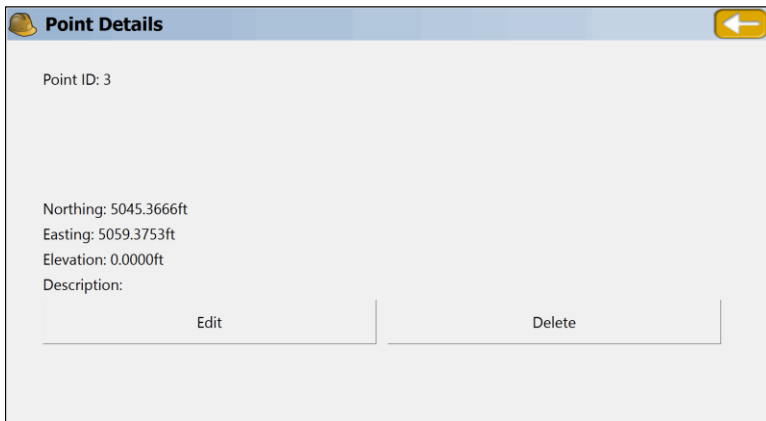 Point Details
Point ID: 3
Northing: 5045.3666ft
Easting: 5059.3753ft
Elevation: 0.0000ft
Description:
Edit
Delete